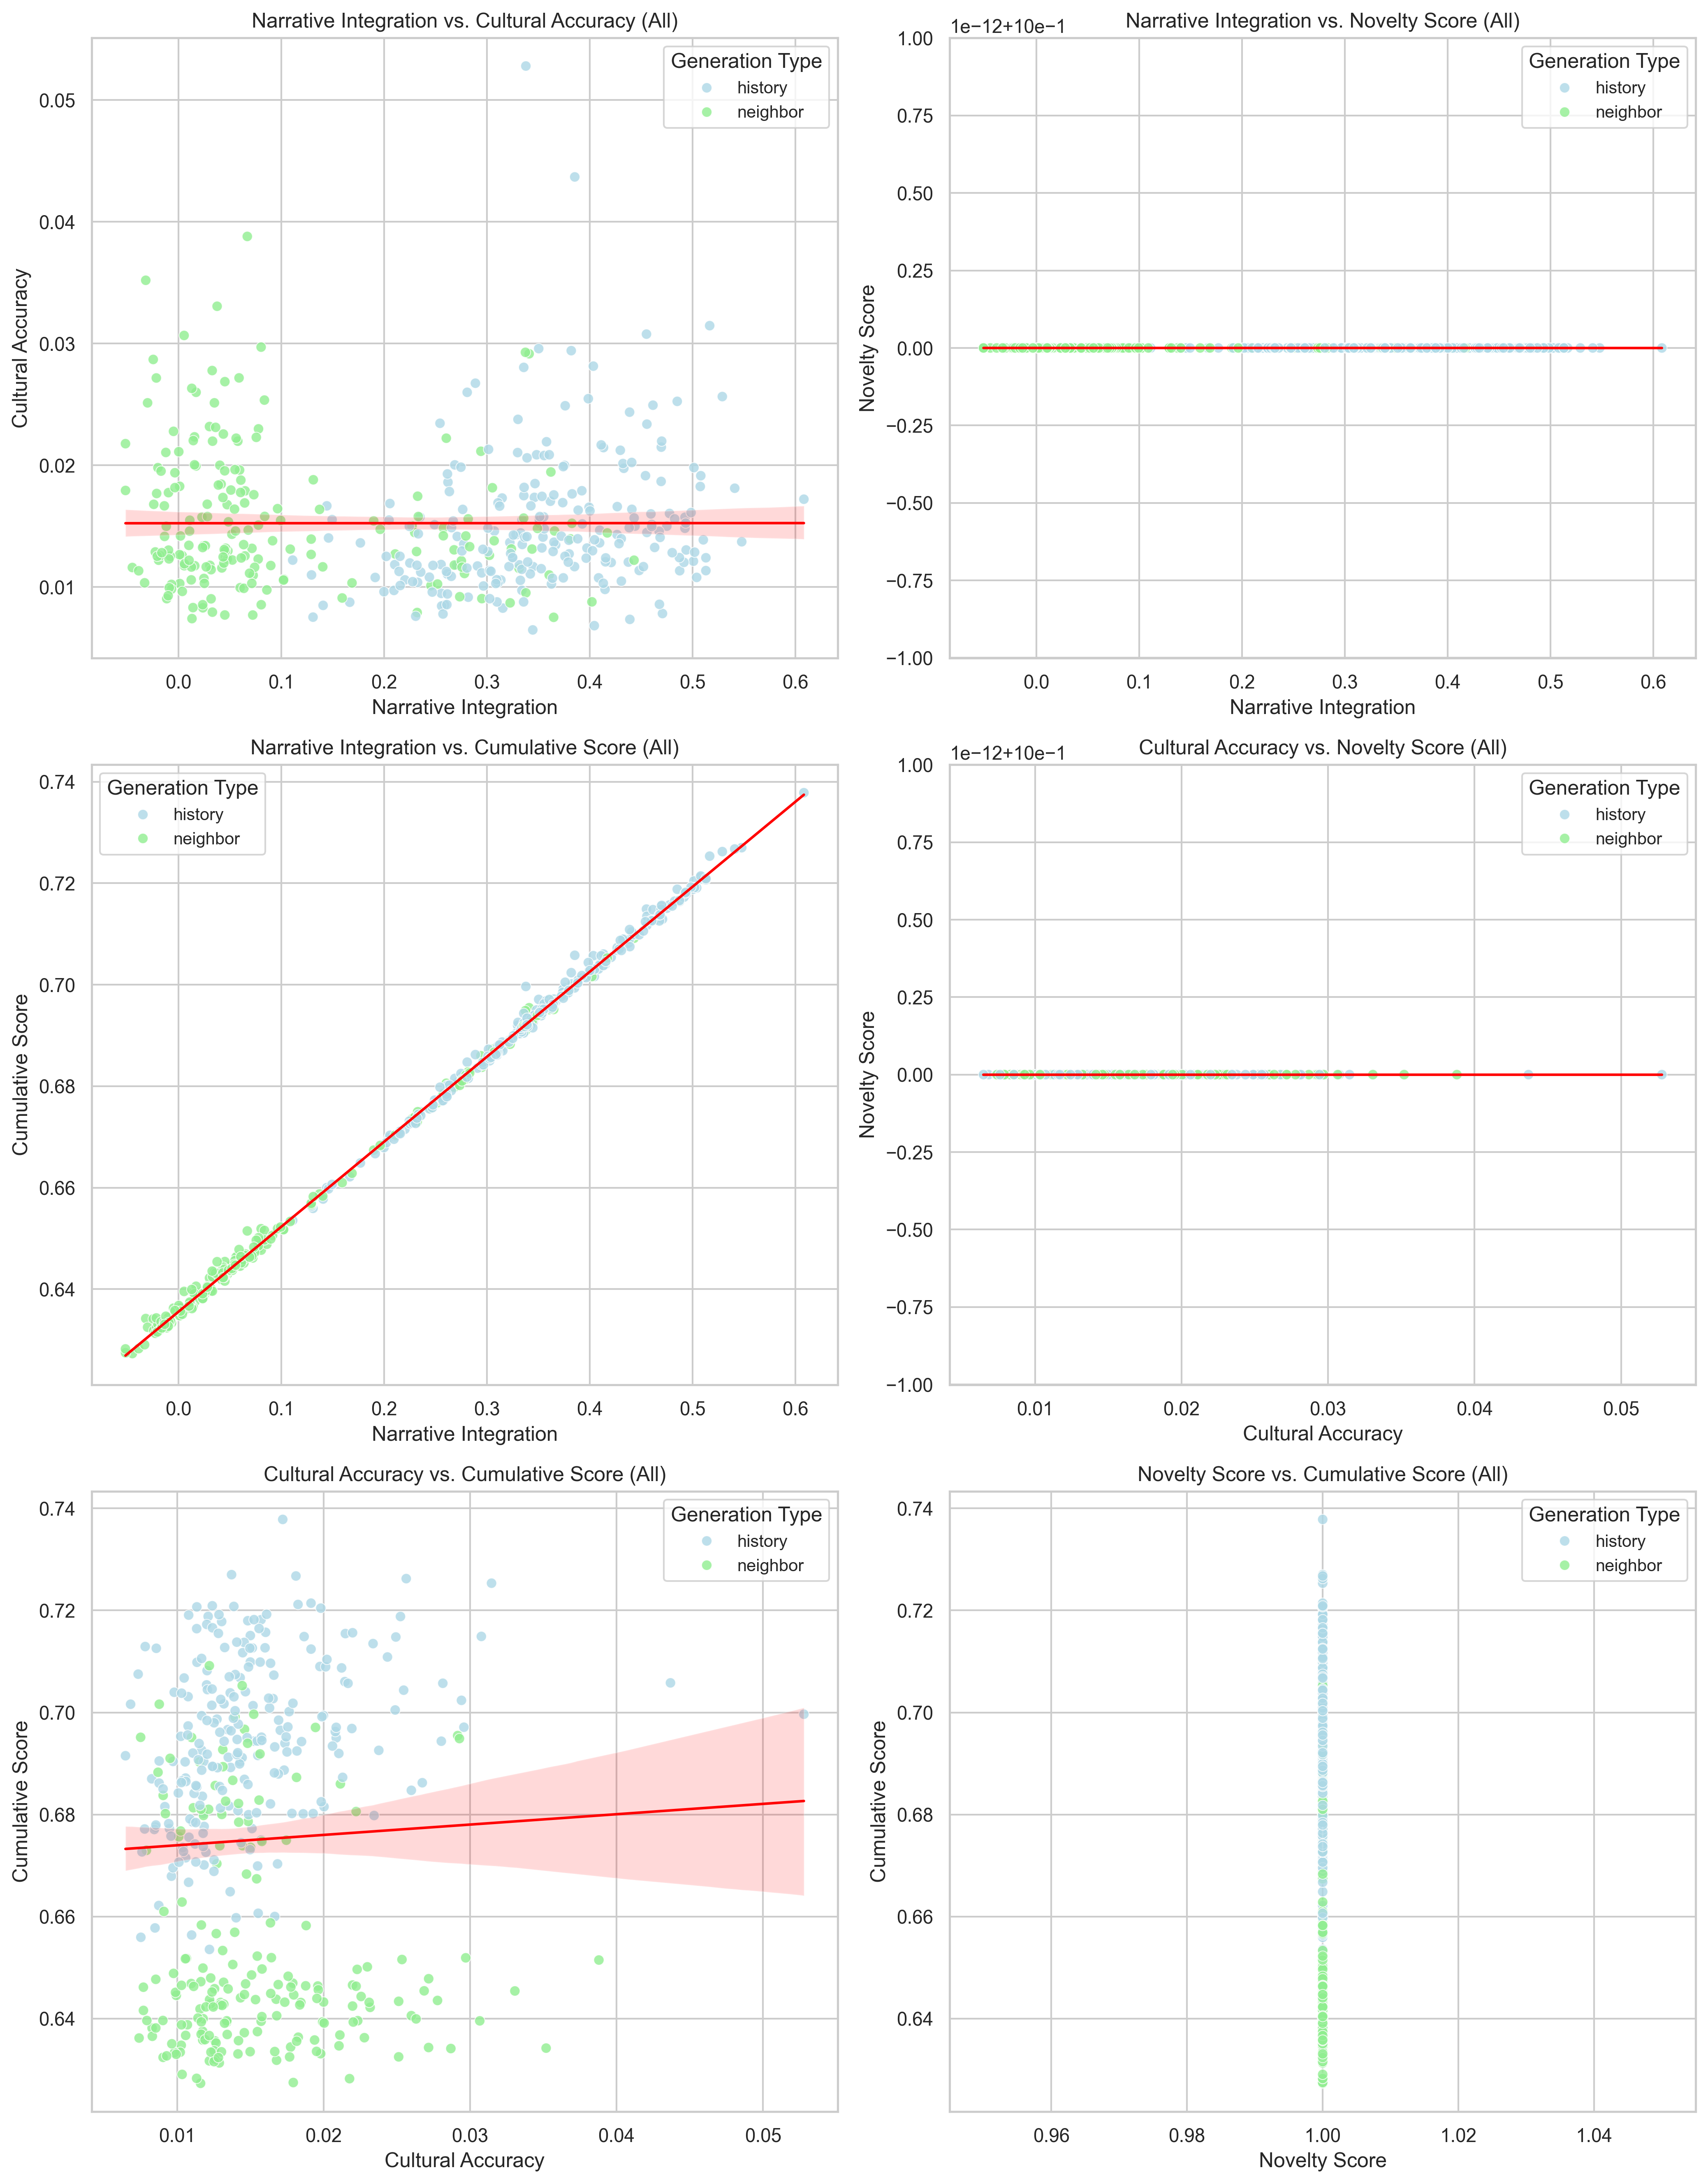 Narrative Integration vs. Cultural Accuracy (All)
Generation Type
history
neighbor
0.05
0.04
0.03
0.02
0.01
Cultural Accuracy
0.0 0.1 0.2 0.3 0.4 0.5 0.6
Narrative Integration
Narrative Integration vs. Novelty Score (All)
1e−12+10e−1
Generation Type
history
neighbor
1.00
0.75
0.50
0.25
0.00
−0.25
−0.50
−0.75
−1.00
Novelty Score
0.0 0.1 0.2 0.3 0.4 0.5 0.6
Narrative Integration
Narrative Integration vs. Cumulative Score (All)
Generation Type
history
neighbor
0.74
0.72
0.70
0.68
0.66
0.64
Cumulative Score
0.0 0.1 0.2 0.3 0.4 0.5 0.6
Narrative Integration
Cultural Accuracy vs. Novelty Score (All)
1e−12+10e−1
Generation Type
history
neighbor
1.00
0.75
0.50
0.25
0.00
−0.25
−0.50
−0.75
−1.00
Novelty Score
0.01 0.02 0.03 0.04 0.05
Cultural Accuracy
Cultural Accuracy vs. Cumulative Score (All)
Generation Type
history
neighbor
0.74
0.72
0.70
0.68
0.66
0.64
Cumulative Score
0.01 0.02 0.03 0.04 0.05
Cultural Accuracy
Novelty Score vs. Cumulative Score (All)
Generation Type
history
neighbor
0.74
0.72
0.70
0.68
0.66
0.64
Cumulative Score
0.96 0.98 1.00 1.02 1.04
Novelty Score